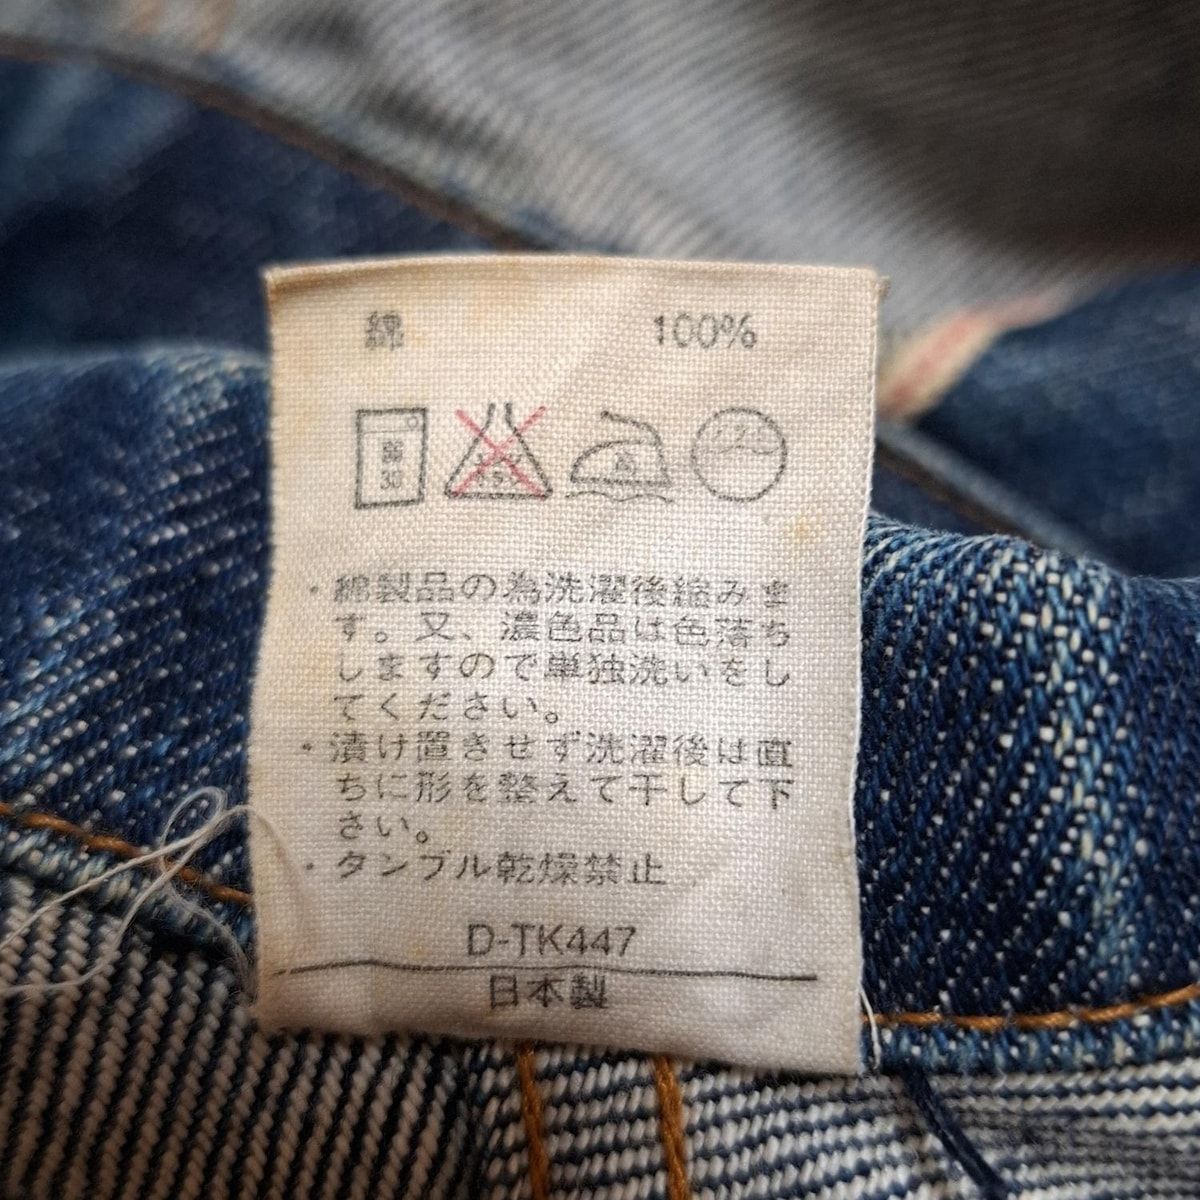 綿 100%
・綿製品の為洗濯後縮みま
す。又、濃色品は色落ち
しますので単独洗いをし
てください。
・漬け置きせず洗濯後は直
ちに形を整えて干して下
さい。
・タンブル乾燥禁止
D-TK447
日本製